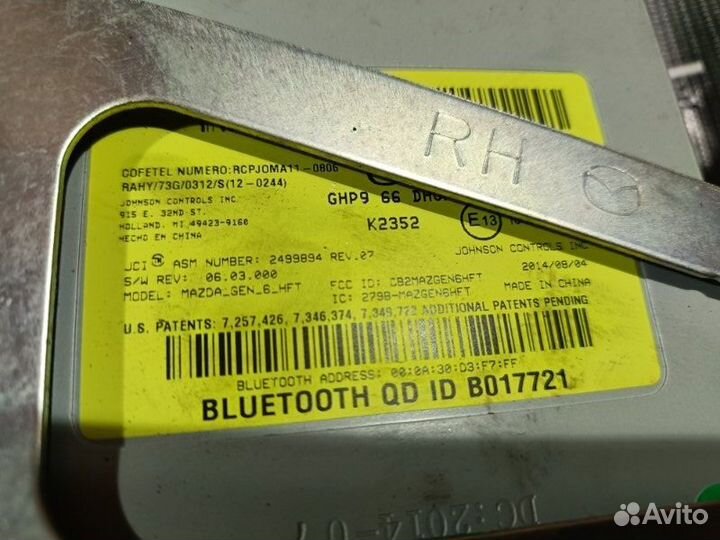 RH
COFETEL NUMERO:RCPJOMA11-0806
RAHY/73G/0312/S(12-0244)
JOHNSON CONTROLS INC.
915 E. 32ND ST.
HOLLAND, MI 49423-9160
HECHO EN CHINA
GHP9 66
K2352
E13
JOHNSON CONTROLS INC
2014/08/04
JCI ® ASM NUMBER: 2499894 REV.07
S/W REV: 06.03.000
MODEL: MAZDA_GEN_6_HFT
FCC ID: CB2MAZGEN6HFT
IC: 279B-MAZGEN6HFT
MADE IN CHINA
U.S. PATENTS: 7,257,426, 7,346,374, 7,349,722 ADDITIONAL PATENTS PENDING
BLUETOOTH ADDRESS: 00:0A:30:D3:F7:FF
BLUETOOTH QD ID B017721
DC:2014-07
Avito